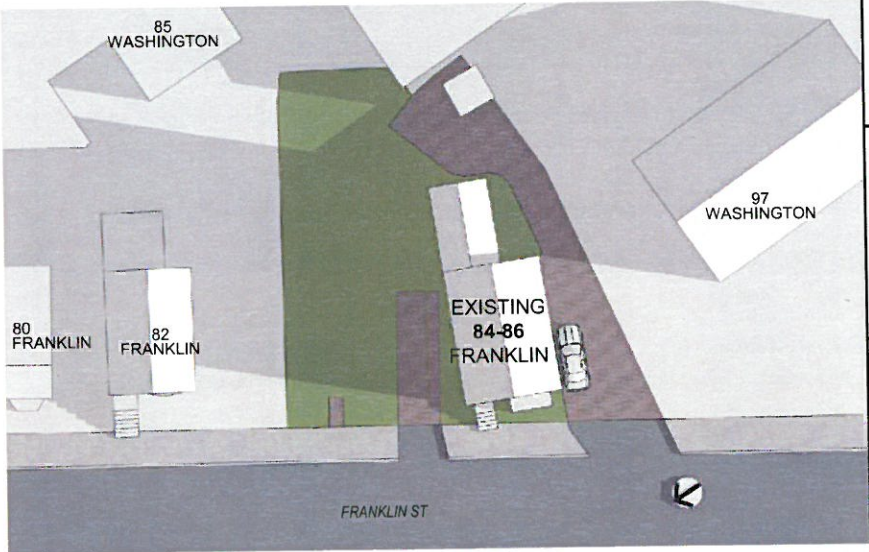 85
WASHINGTON
97
WASHINGTON
80
FRANKLIN
82
FRANKLIN
EXISTING
84-86
FRANKLIN
FRANKLIN ST